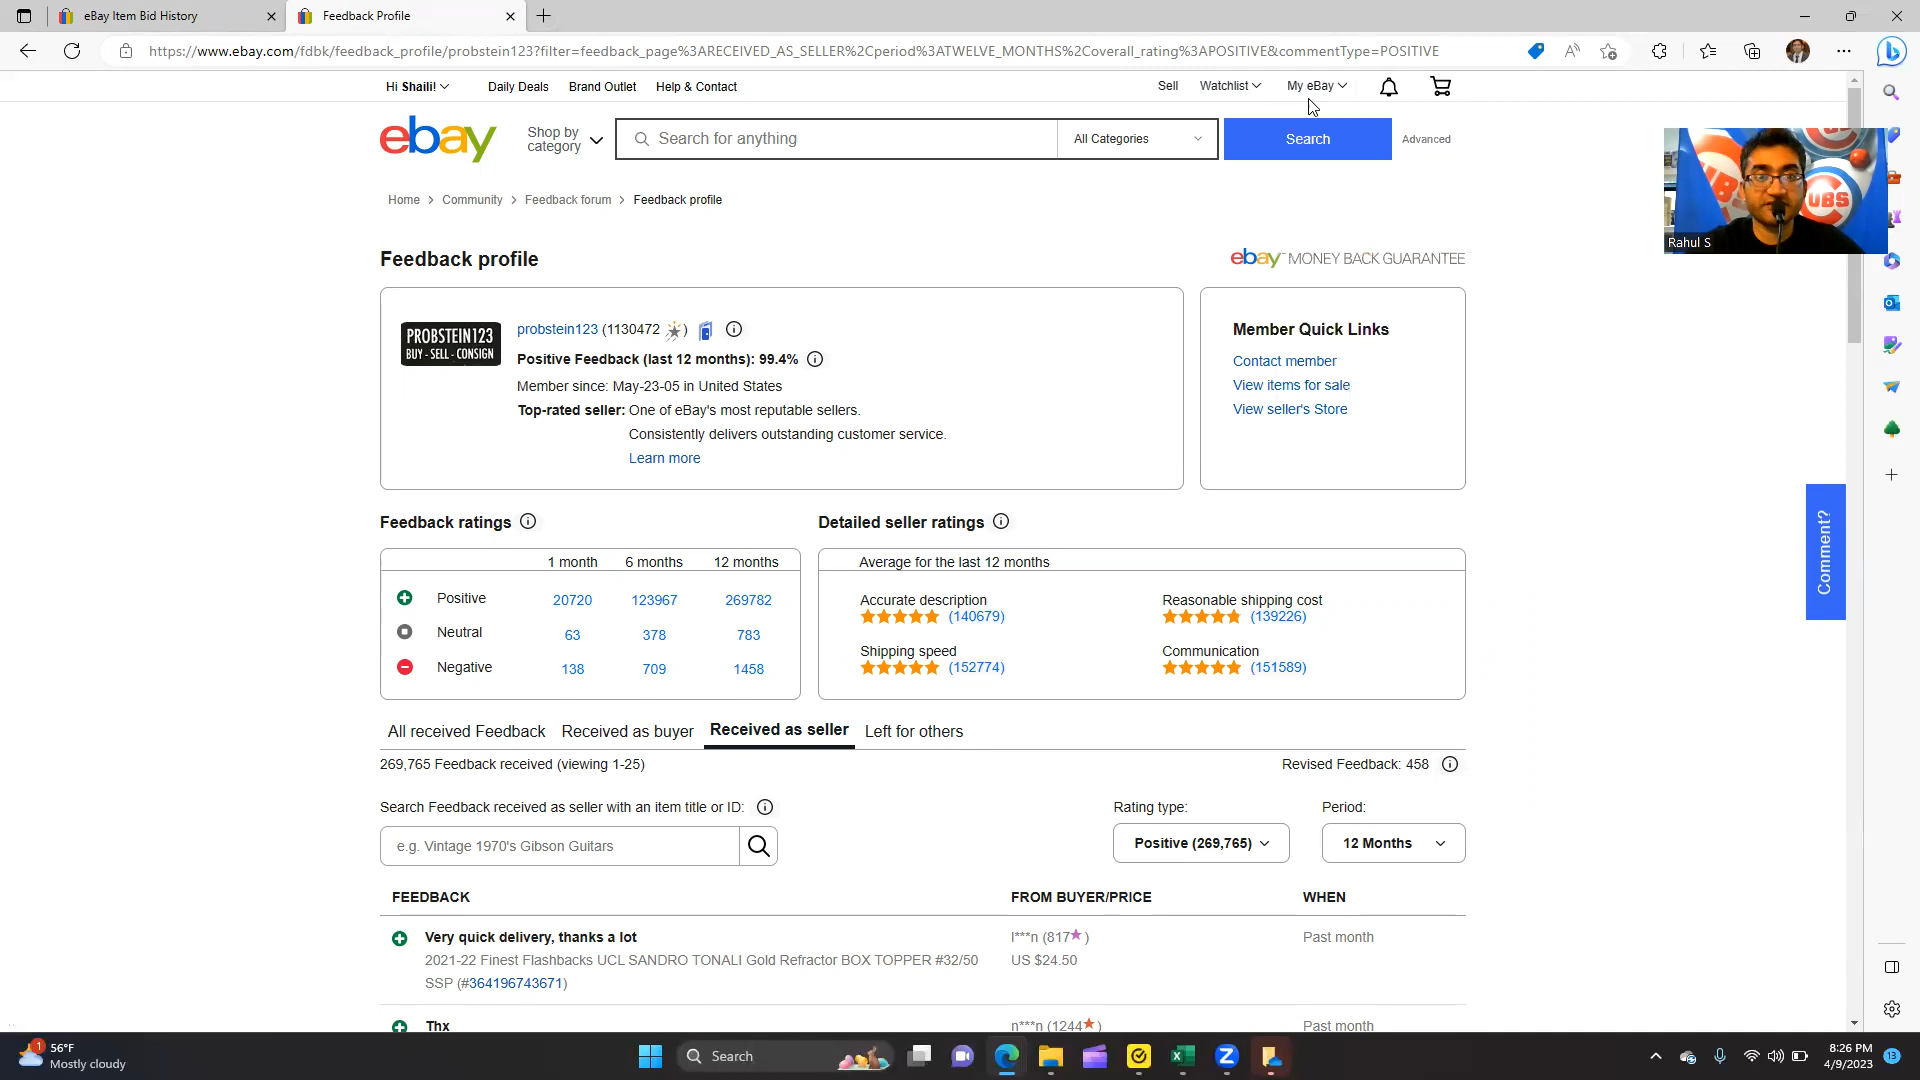 eBay Item Bid History
Feedback Profile
https://www.ebay.com/fdbk/feedback_profile/probstein123?filter=feedback_page%3ARECEIVED_AS_SELLER%2Cperiod%3ATWELVE_MONTHS%2Coverall_rating%3APOSITIVE&commentType=POSITIVE
Hi Shaili! Daily Deals Brand Outlet Help & Contact Sell Watchlist My eBay
ebay Shop by category Search for anything All Categories Search Advanced
CUBS
Rahul S
Home > Community > Feedback forum > Feedback profile
Feedback profile
ebay MONEY BACK GUARANTEE
PROBSTEIN123
BUY - SELL - CONSIGN
probstein123 (1130472 )
Positive Feedback (last 12 months): 99.4%
Member since: May-23-05 in United States
Top-rated seller: One of eBay's most reputable sellers.
Consistently delivers outstanding customer service.
Learn more
Member Quick Links
Contact member
View items for sale
View seller's Store
Comment?
Feedback ratings
1 month 6 months 12 months
Positive 20720 123967 269782
Neutral 63 378 783
Negative 138 709 1458
Detailed seller ratings
Average for the last 12 months
Accurate description
(140679)
Reasonable shipping cost
(139226)
Shipping speed
(152774)
Communication
(151589)
All received Feedback Received as buyer Received as seller Left for others
269,765 Feedback received (viewing 1-25) Revised Feedback: 458
Search Feedback received as seller with an item title or ID:
e.g. Vintage 1970's Gibson Guitars
Rating type:
Positive (269,765)
Period:
12 Months
FEEDBACK FROM BUYER/PRICE WHEN
Very quick delivery, thanks a lot l***n (817 ) Past month
2021-22 Finest Flashbacks UCL SANDRO TONALI Gold Refractor BOX TOPPER #32/50 US $24.50
SSP (#364196743671)
Thx n***n (1244 ) Past month
1
56°F
Mostly cloudy
Search
8:26 PM
4/9/2023
13